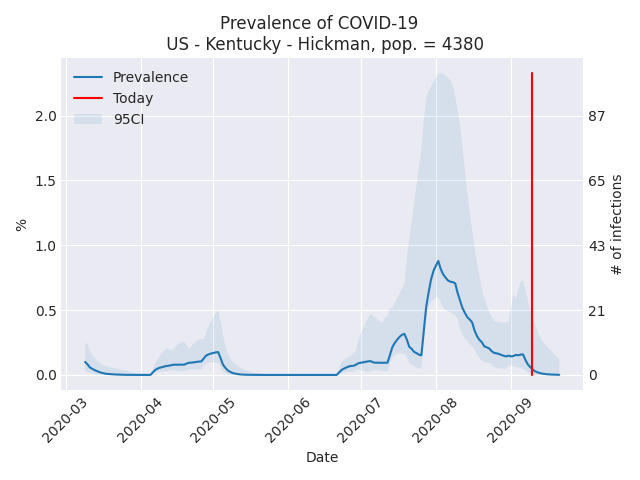 Prevalence of COVID-19
US - Kentucky - Hickman, pop. = 4380
Prevalence
Today
95CI
2.0
1.5
1.0
0.5
0.0
%
87
65
43
21
0
# of infections
2020-03
2020-04
2020-05
2020-06
2020-07
2020-08
2020-09
Date